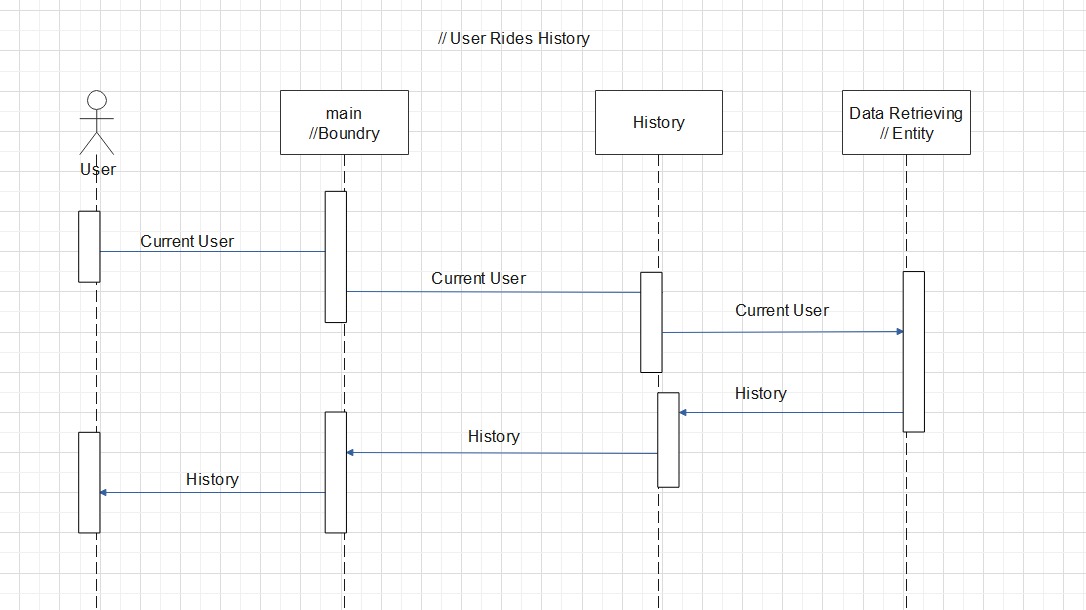 // User Rides History
User
main
//Boundry
History
Data Retrieving
// Entity
Current User
Current User
Current User
History
History
History